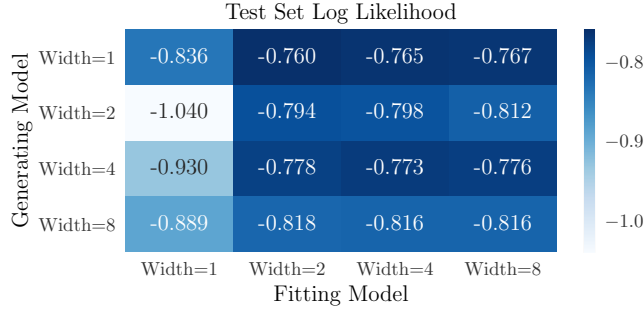 Test Set Log Likelihood
Generating Model
Width=1 -0.836 -0.760 -0.765 -0.767
Width=2 -1.040 -0.794 -0.798 -0.812
Width=4 -0.930 -0.778 -0.773 -0.776
Width=8 -0.889 -0.818 -0.816 -0.816
Width=1 Width=2 Width=4 Width=8
Fitting Model
−0.8
−0.9
−1.0